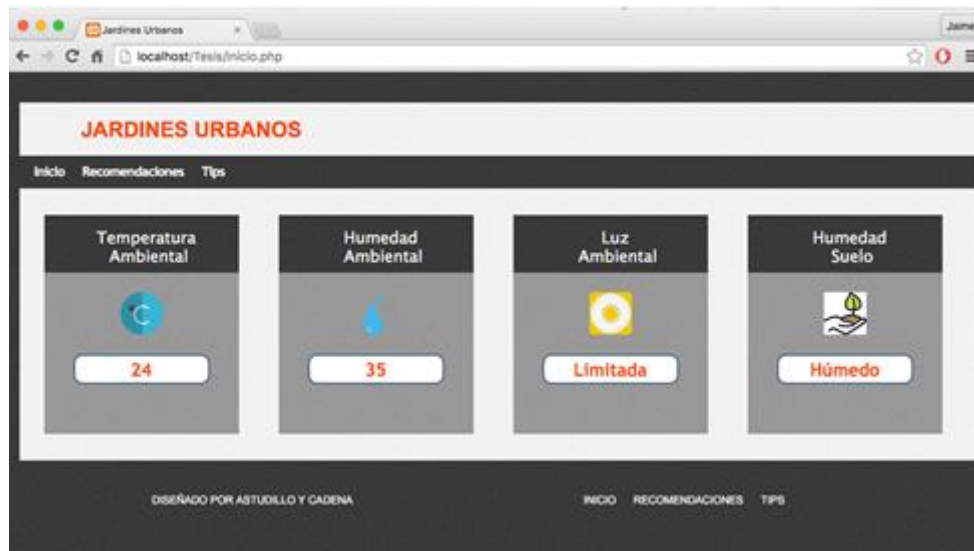 Jardines Urbanos
Jaime
localhost/Tesis/inicio.php
JARDINES URBANOS
Inicio Recomendaciones Tips
Temperatura
Ambiental
Humedad
Ambiental
Luz
Ambiental
Humedad
Suelo
°C
24
35
Limitada
Húmedo
DISEÑADO POR ASTUDILLO Y CADENA
INICIO RECOMENDACIONES TIPS